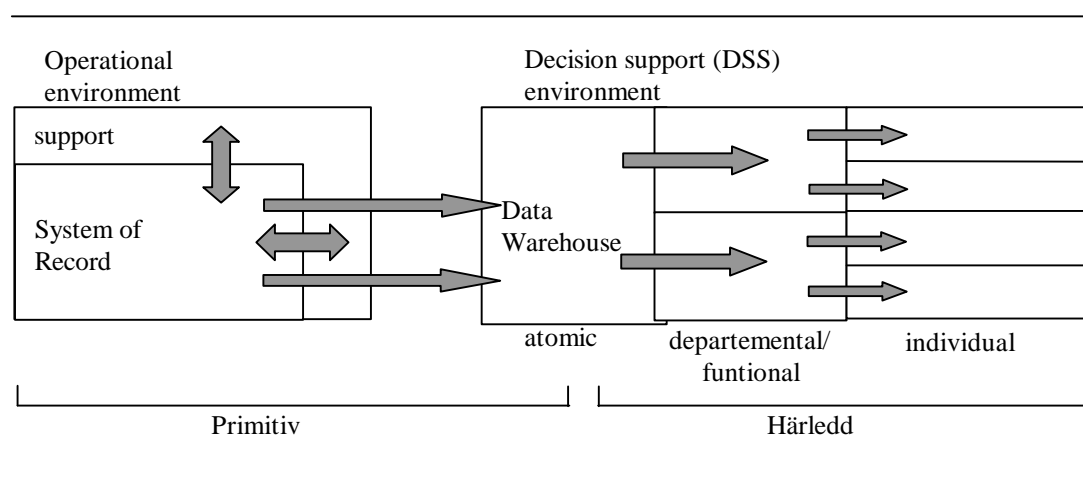 Operational
environment
Decision support (DSS)
environment
support
System of
Record
Data
Warehouse
atomic
departemental/
funtional
individual
Primitiv
Härledd